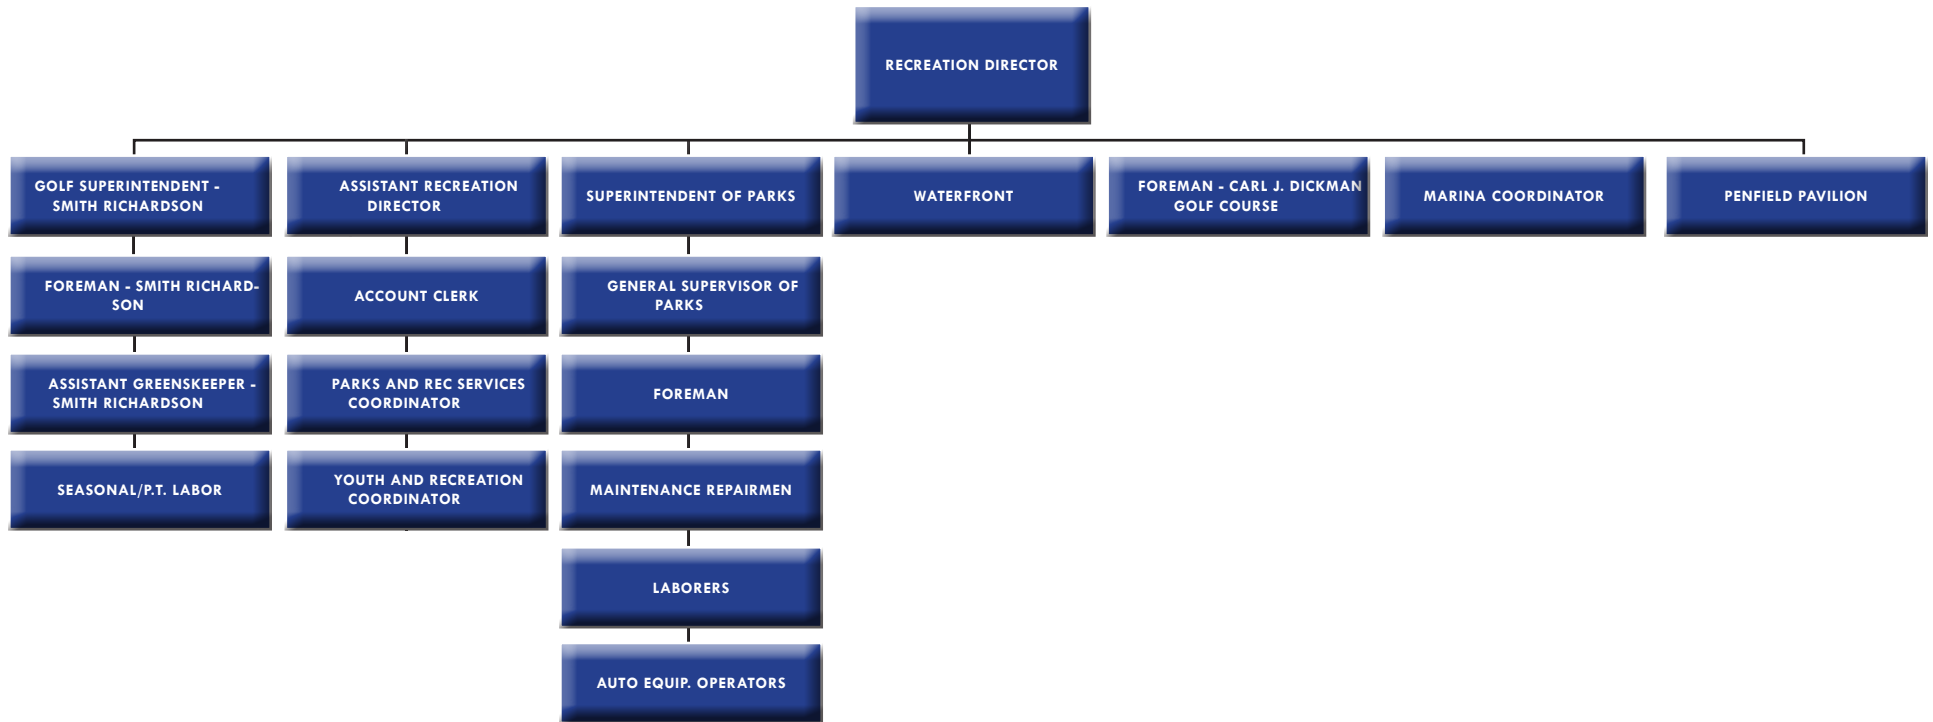 RECREATION DIRECTOR
GOLF SUPERINTENDENT -
SMITH RICHARDSON
ASSISTANT RECREATION
DIRECTOR
SUPERINTENDENT OF PARKS
WATERFRONT
FOREMAN - CARL J. DICKMAN
GOLF COURSE
MARINA COORDINATOR
PENFIELD PAVILION
FOREMAN - SMITH RICHARD-
SON
ACCOUNT CLERK
GENERAL SUPERVISOR OF
PARKS
ASSISTANT GREENSKEEPER -
SMITH RICHARDSON
PARKS AND REC SERVICES
COORDINATOR
FOREMAN
SEASONAL/P.T. LABOR
YOUTH AND RECREATION
COORDINATOR
MAINTENANCE REPAIRMEN
LABORERS
AUTO EQUIP. OPERATORS